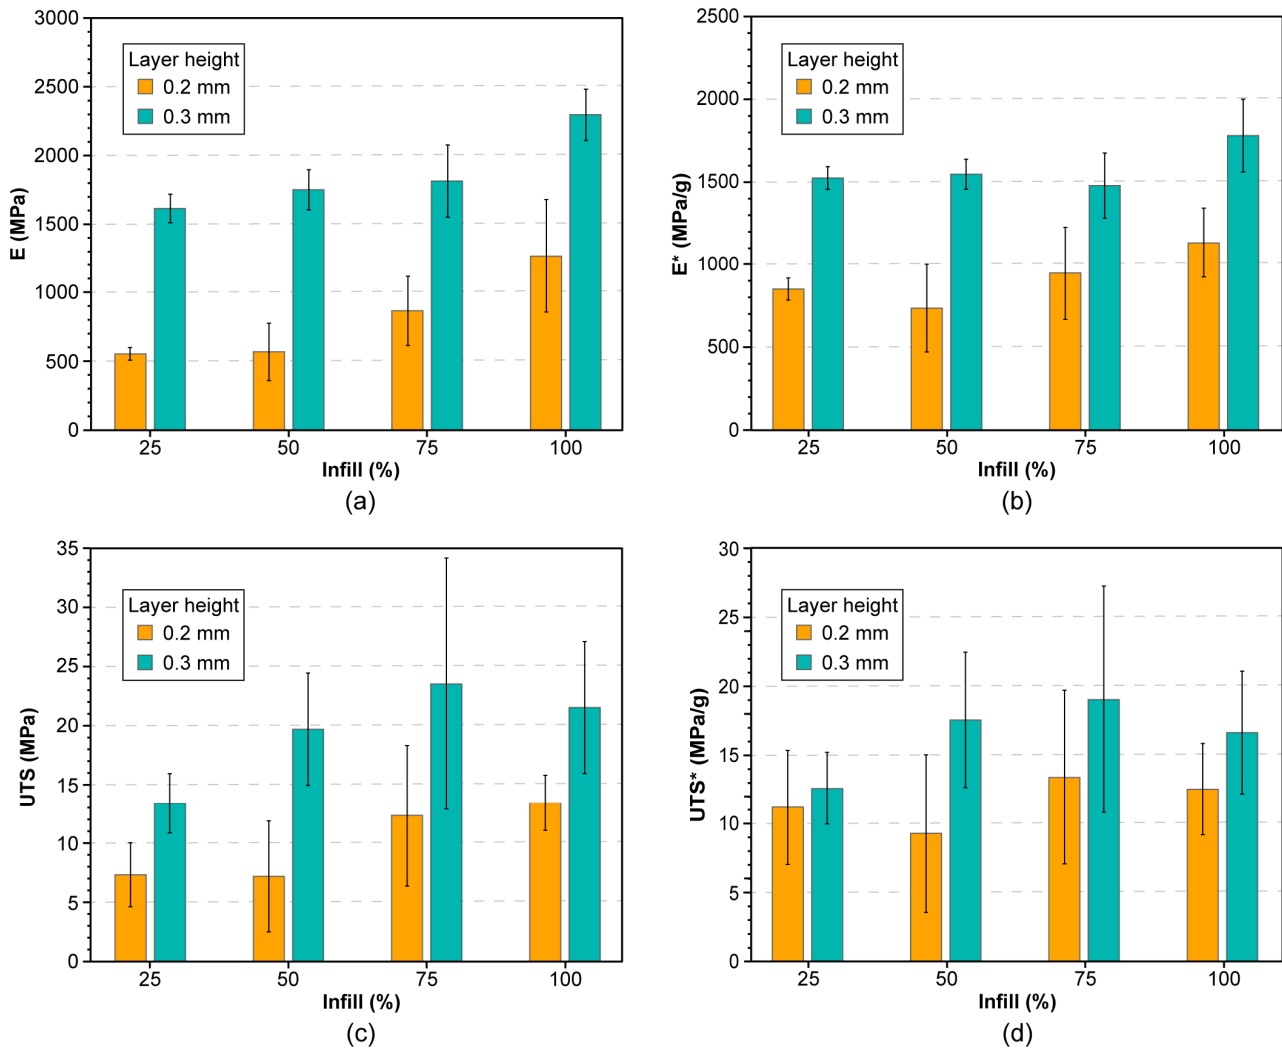 3000
2500
2000
1500
1000
500
0
E (MPa)
Layer height
0.2 mm
0.3 mm
25
50
75
100
Infill (%)
(a)
2500
2000
1500
1000
500
0
E* (MPa/g)
Layer height
0.2 mm
0.3 mm
25
50
75
100
Infill (%)
(b)
35
30
25
20
15
10
5
0
UTS (MPa)
Layer height
0.2 mm
0.3 mm
25
50
75
100
Infill (%)
(c)
30
25
20
15
10
5
0
UTS* (MPa/g)
Layer height
0.2 mm
0.3 mm
25
50
75
100
Infill (%)
(d)